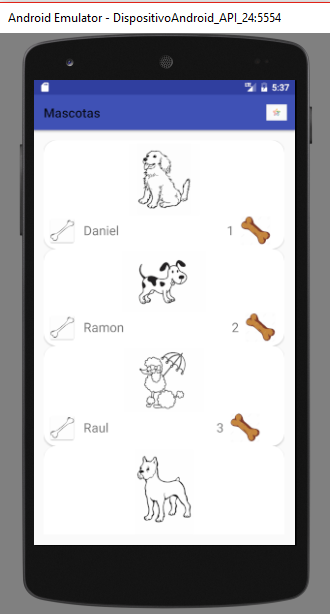 Android Emulator - DispositivoAndroid_API_24:5554
5:37
Mascotas
Daniel 1
Ramon 2
Raul 3